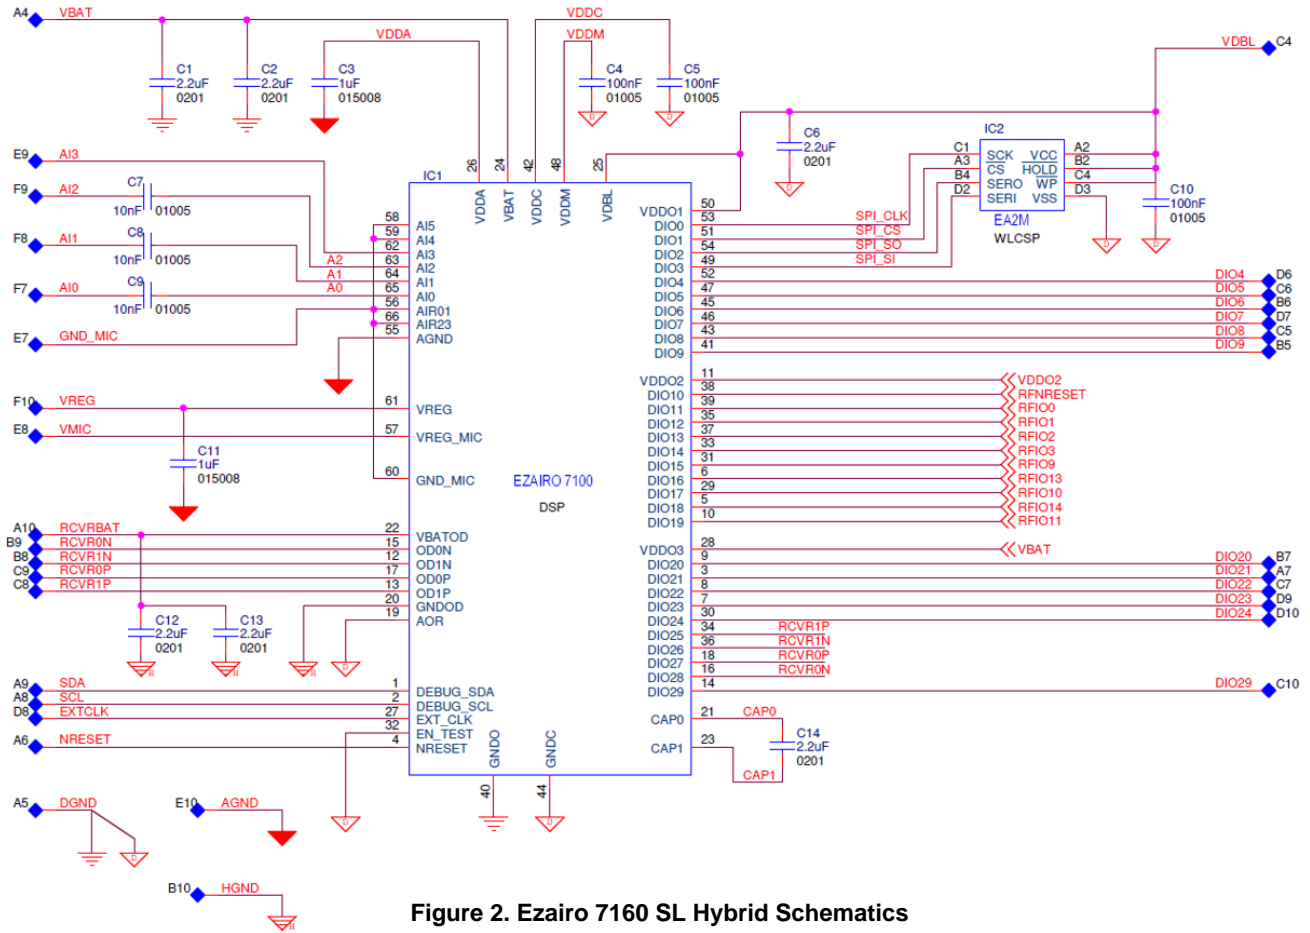 A4 VBAT
VDDA
VDDC
VDDM
VDBL C4
C1
2.2uF
0201
C2
2.2uF
0201
C3
1uF
015008
C4
100nF
01005
C5
100nF
01005
C6
2.2uF
0201
IC2
C1 SCK VCC A2
A3 CS HOLD B2
B4 SERO WP C4
D2 SERI VSS D3
EA2M
WLCSP
C10
100nF
01005
E9 AI3
F9 AI2
C7
10nF 01005
F8 AI1
C8
10nF 01005
F7 AI0
C9
10nF 01005
E7 GND_MIC
A2
A1
A0
IC1
26 VDDA
24 VBAT
42 VDDC
48 VDDM
25 VDBL
58 AI5
59 AI4
62 AI3
63 AI2
64 AI1
65 AI0
56 AIR01
66 AIR23
55 AGND
VDDO1 50
DIO0 53 SPI_CLK
DIO1 51 SPI_CS
DIO2 54 SPI_SO
DIO3 49 SPI_SI
DIO4 52 DIO4 D6
DIO5 47 DIO5 C6
DIO6 45 DIO6 B6
DIO7 46 DIO7 D7
DIO8 43 DIO8 C5
DIO9 41 DIO9 B5
F10 VREG 61 VREG
E8 VMIC 57 VREG_MIC
C11
1uF
015008
60 GND_MIC
EZAIRO 7100
DSP
VDDO2 11 VDDO2
DIO10 38 RFNRESET
DIO11 39 RFIO0
DIO12 35 RFIO1
DIO13 37 RFIO2
DIO14 33 RFIO3
DIO15 31 RFIO9
DIO16 6 RFIO13
DIO17 29 RFIO10
DIO18 5 RFIO14
DIO19 10 RFIO11
A10 RCVRBAT 22 VBATOD
B9 RCVR0N 15 OD0N
B8 RCVR1N 12 OD1N
C9 RCVR0P 17 OD0P
C8 RCVR1P 13 OD1P
20 GNDOD
19 AOR
C12
2.2uF
0201
C13
2.2uF
0201
VDDO3 28 VBAT
DIO20 9 DIO20 B7
DIO21 3 DIO21 A7
DIO22 8 DIO22 C7
DIO23 7 DIO23 D9
DIO24 30 DIO24 D10
DIO25 34 RCVR1P
DIO26 36 RCVR1N
DIO27 18 RCVR0P
DIO28 16 RCVR0N
DIO29 14 DIO29 C10
A9 SDA 1 DEBUG_SDA
A8 SCL 2 DEBUG_SCL
D8 EXTCLK 27 EXT_CLK
32 EN_TEST
A6 NRESET 4 NRESET
CAP0 21 CAP0
CAP1 23 CAP1
C14
2.2uF
0201
40 GNDO
44 GNDC
A5 DGND
E10 AGND
B10 HGND
Figure 2. Ezairo 7160 SL Hybrid Schematics